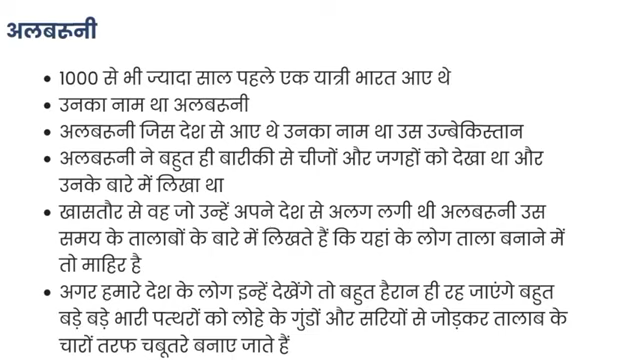 अलबरूनी
• 1000 से भी ज्यादा साल पहले एक यात्री भारत आए थे
• उनका नाम था अलबरूनी
• अलबरूनी जिस देश से आए थे उनका नाम था उस उज्बेकिस्तान
• अलबरूनी ने बहुत ही बारीकी से चीजों और जगहों को देखा था और
उनके बारे में लिखा था
• खासतौर से वह जो उन्हें अपने देश से अलग लगी थी अलबरूनी उस
समय के तालाबों के बारे में लिखते हैं कि यहां के लोग ताला बनाने में
तो माहिर है
• अगर हमारे देश के लोग इन्हें देखेंगे तो बहुत हैरान ही रह जाएंगे बहुत
बड़े बड़े भारी पत्थरों को लोहे के गुंडों और सरियों से जोड़कर तालाब के
चारों तरफ चबूतरे बनाए जाते हैं